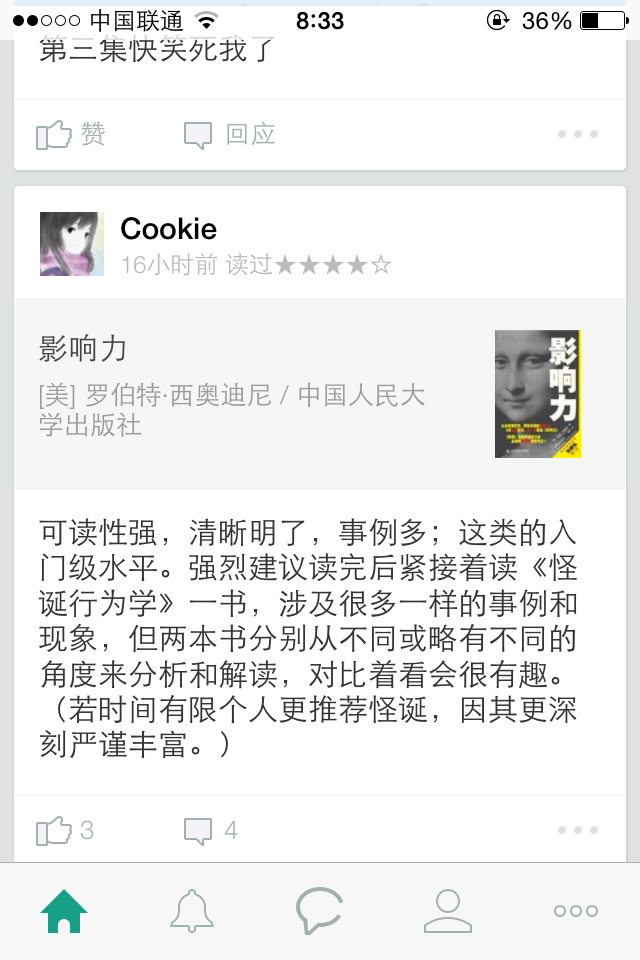 中国联通 8:33 36%
第三集快笑死我了
赞 回应
Cookie
16小时前 读过★★★★☆
影响力
[美] 罗伯特·西奥迪尼 / 中国人民大
学出版社
影响力
可读性强，清晰明了，事例多；这类的入
门级水平。强烈建议读完后紧接着读《怪
诞行为学》一书，涉及很多一样的事例和
现象，但两本书分别从不同或略有不同的
角度来分析和解读，对比着看会很有趣。
（若时间有限个人更推荐怪诞，因其更深
刻严谨丰富。）
3 4